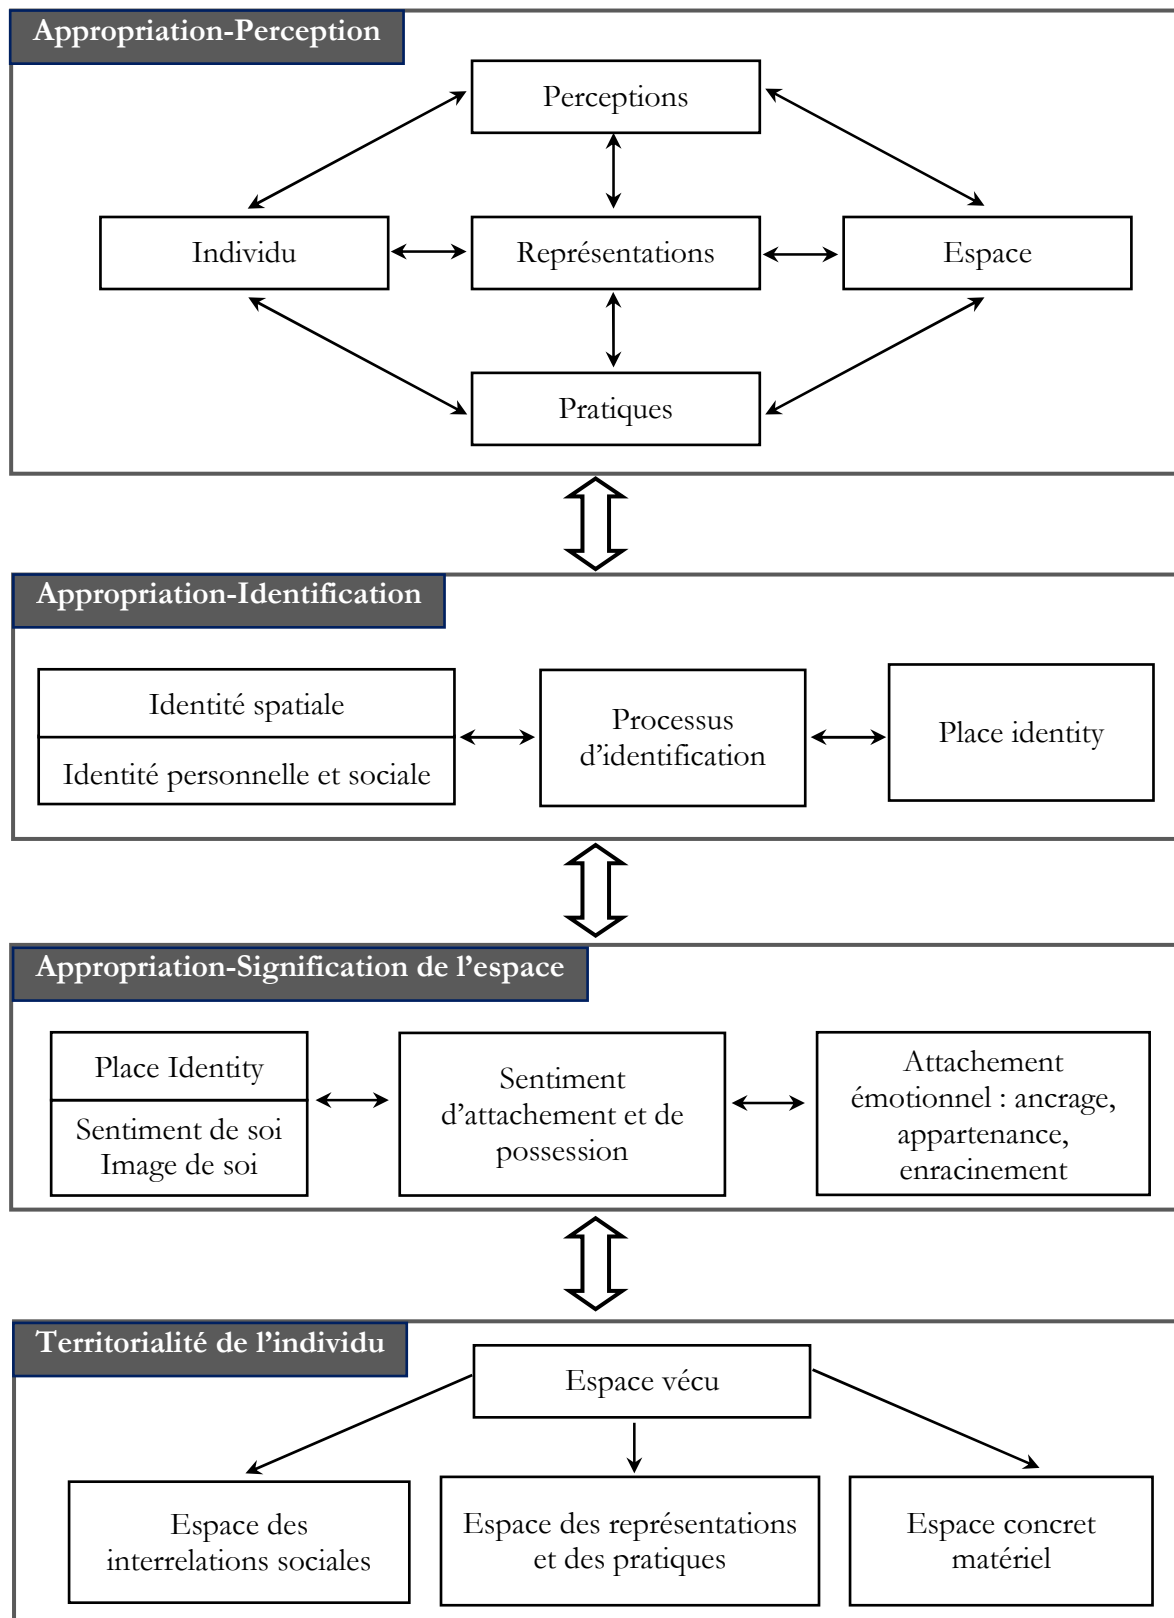 Appropriation-Perception
Perceptions
Individu
Représentations
Espace
Pratiques
Appropriation-Identification
Identité spatiale
Identité personnelle et sociale
Processus
d’identification
Place identity
Appropriation-Signification de l’espace
Place Identity
Sentiment de soi
Image de soi
Sentiment
d’attachement et de
possession
Attachement
émotionnel : ancrage,
appartenance,
enracinement
Territorialité de l’individu
Espace vécu
Espace des
interrelations sociales
Espace des représentations
et des pratiques
Espace concret
matériel